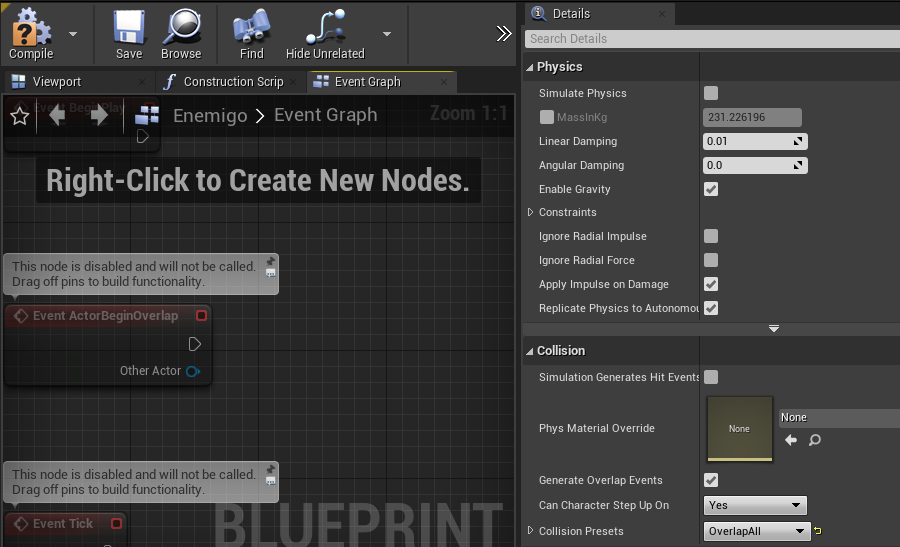 Compile
Save
Browse
Find
Hide Unrelated
Viewport
Construction Scrip
Event Graph
Event BeginPlay
Enemigo > Event Graph
Zoom 1:1
Right-Click to Create New Nodes.
This node is disabled and will not be called.
Drag off pins to build functionality.
Event ActorBeginOverlap
Other Actor
This node is disabled and will not be called.
Drag off pins to build functionality.
Event Tick
BLUEPRINT
Details
Search Details
Physics
Simulate Physics
MassInKg
231.226196
Linear Damping
0.01
Angular Damping
0.0
Enable Gravity
Constraints
Ignore Radial Impulse
Ignore Radial Force
Apply Impulse on Damage
Replicate Physics to Autonomou
Collision
Simulation Generates Hit Events
Phys Material Override
None
None
Generate Overlap Events
Can Character Step Up On
Yes
Collision Presets
OverlapAll